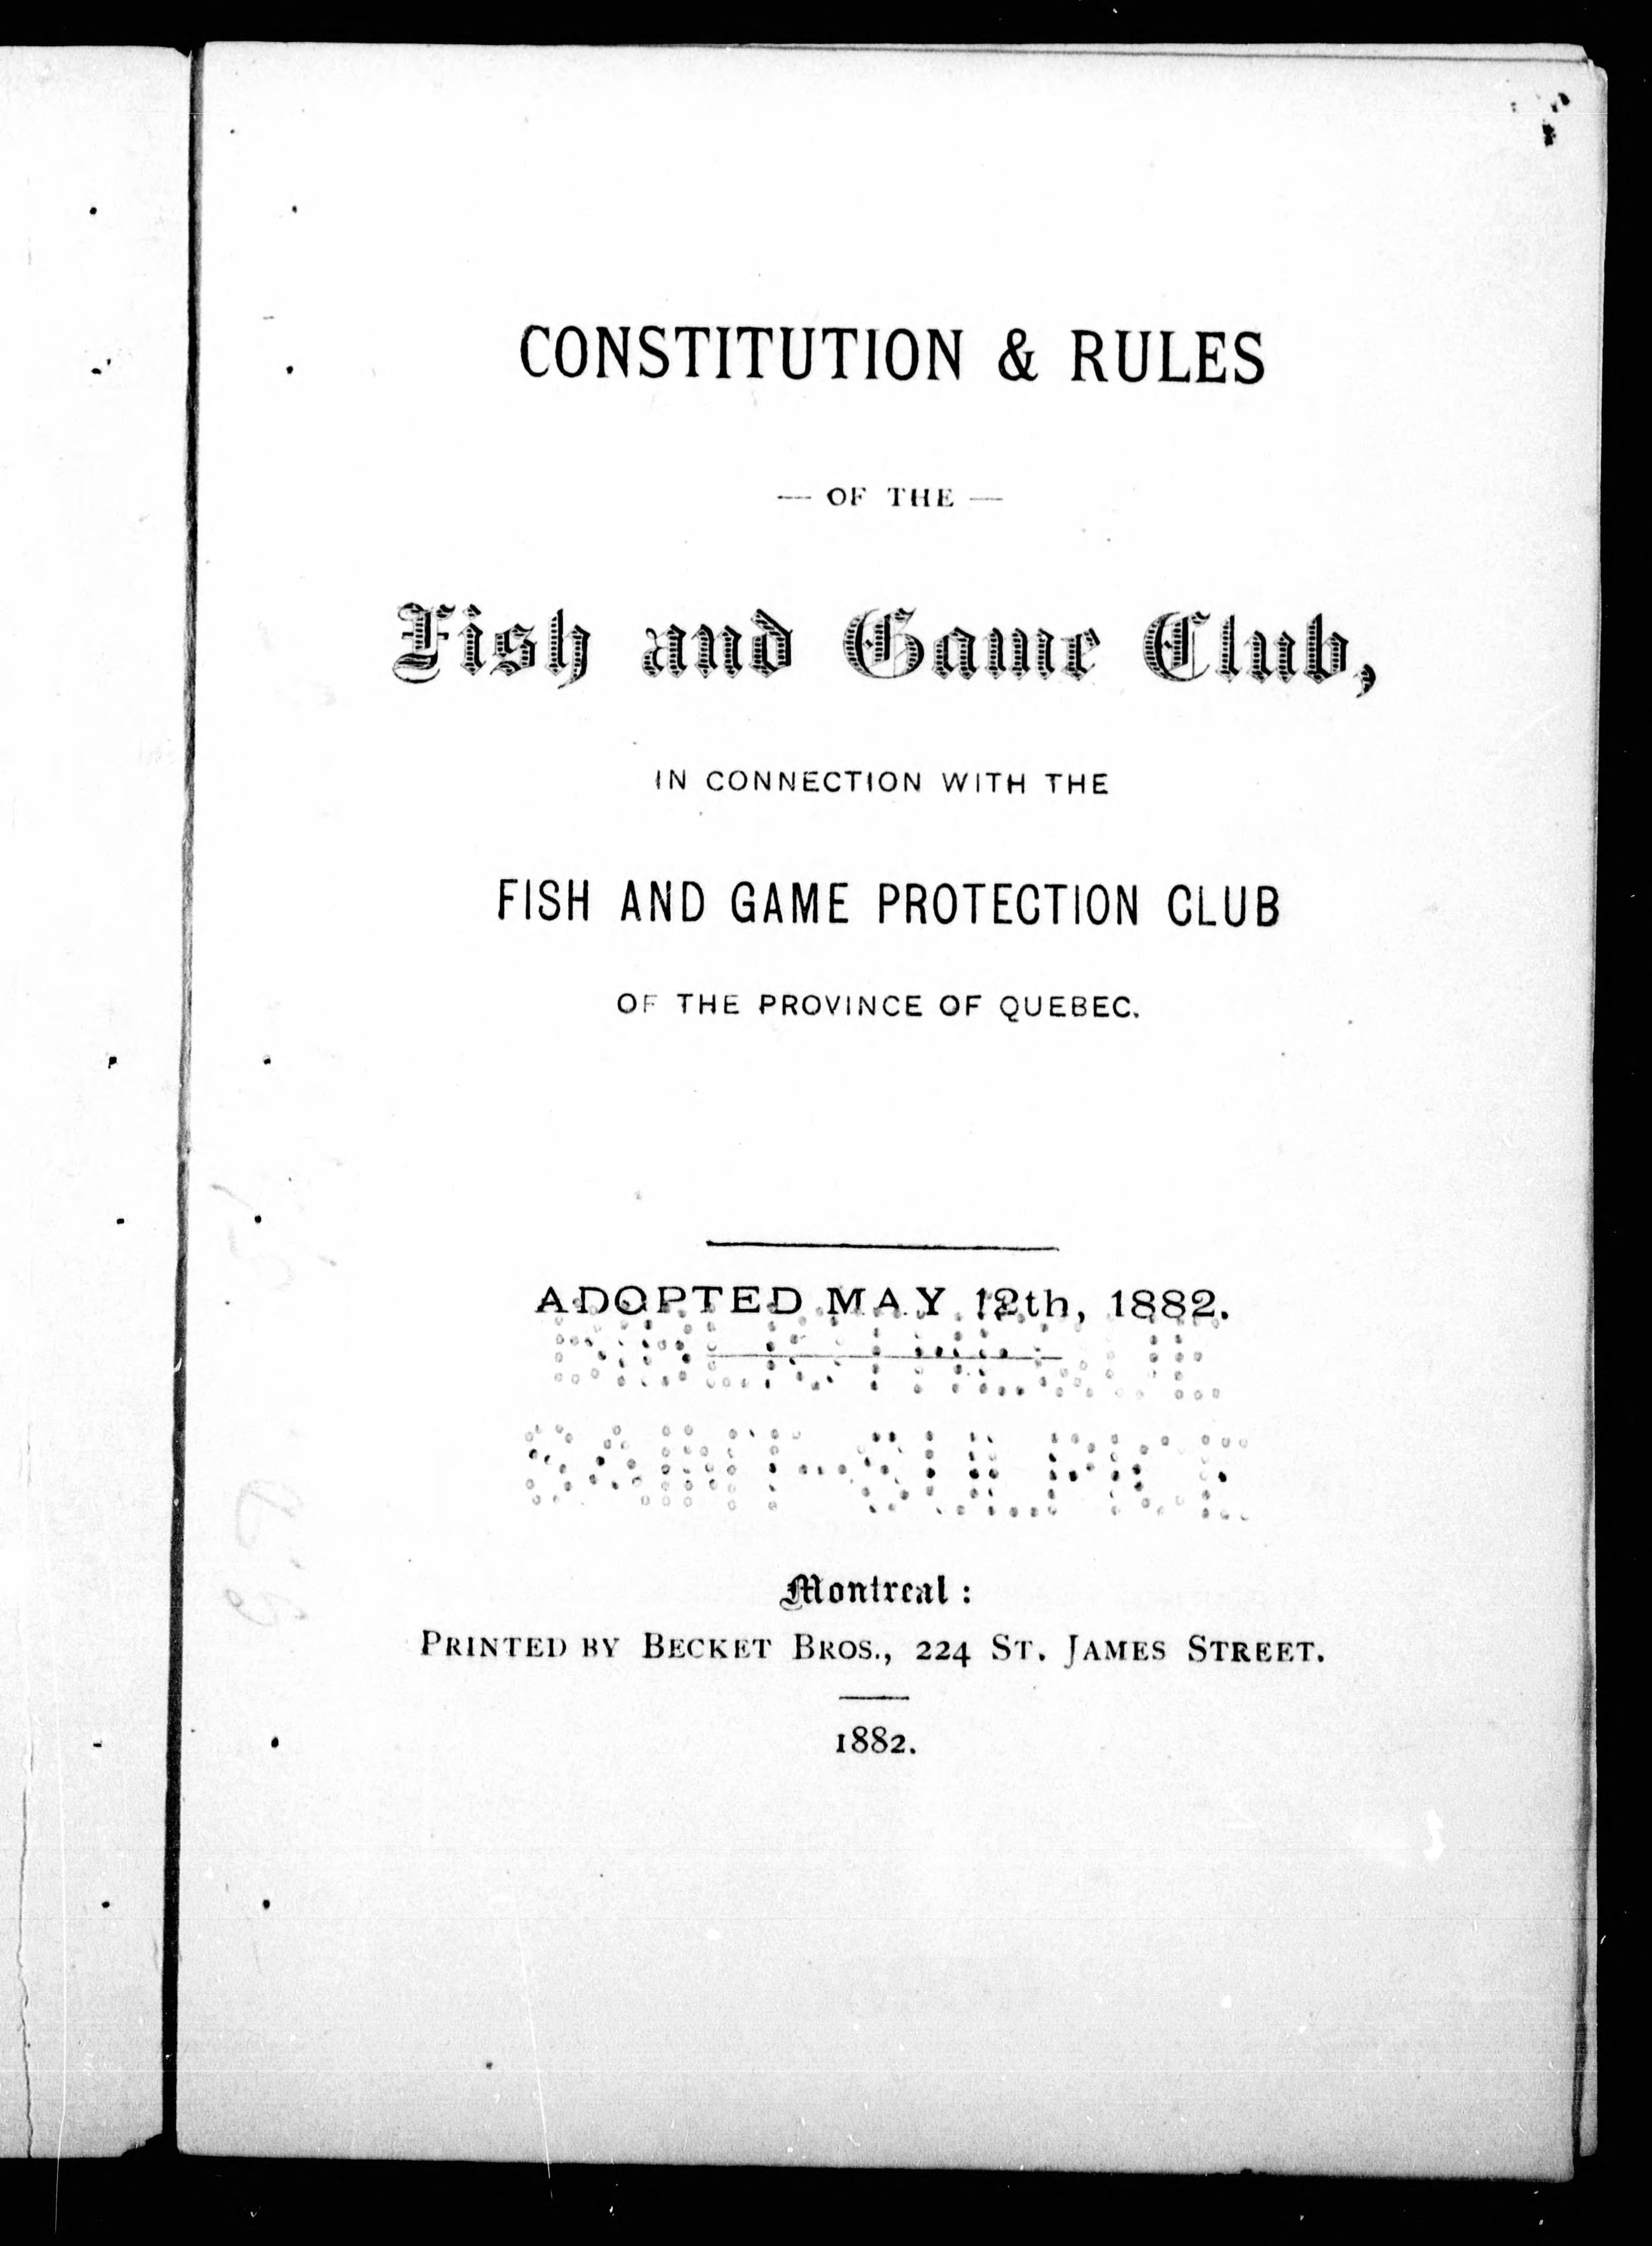 CONSTITUTION & RULES
— OF THE —
Fish and Game Club,
IN CONNECTION WITH THE
FISH AND GAME PROTECTION CLUB
OF THE PROVINCE OF QUEBEC.
ADOPTED MAY 12th, 1882.
BIBLIOTHEQUE
SAINT-SULPICE
Montreal :
PRINTED BY BECKET BROS., 224 ST. JAMES STREET.
1882.